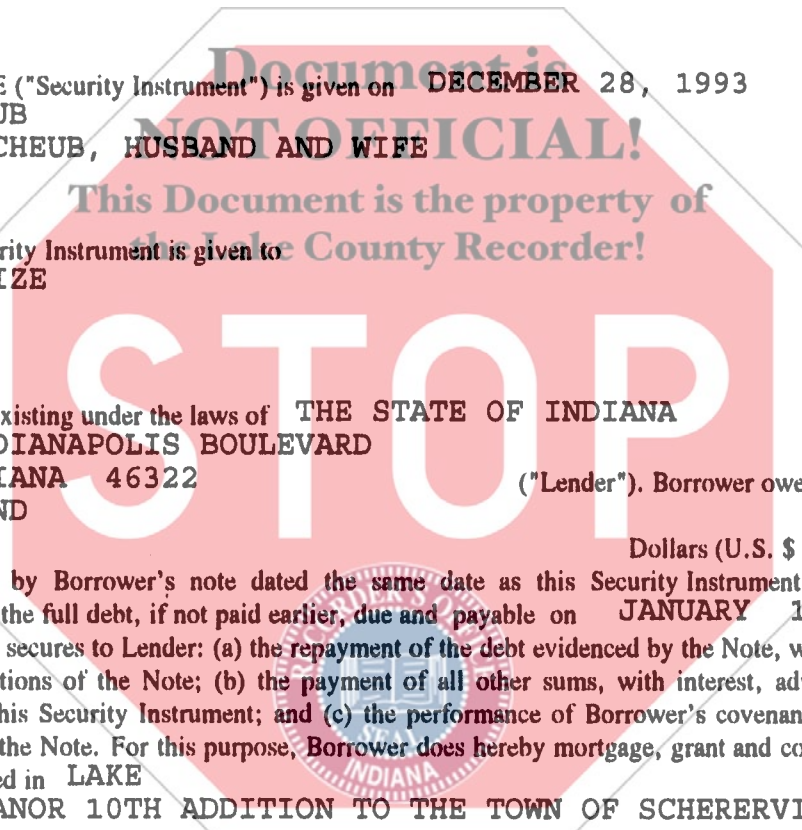 Document is
E ("Security Instrument") is given on DECEMBER 28, 1993
UB
NOT OFFICIAL!
CHEUB, HUSBAND AND WIFE
This Document is the property of
the Lake County Recorder!
rity Instrument is given to
IZE
STOP
xisting under the laws of THE STATE OF INDIANA
DIANAPOLIS BOULEVARD
IANA 46322 ("Lender"). Borrower owe
ND
Dollars (U.S. $
by Borrower's note dated the same date as this Security Instrument
the full debt, if not paid earlier, due and payable on JANUARY 1
secures to Lender: (a) the repayment of the debt evidenced by the Note, w
tions of the Note; (b) the payment of all other sums, with interest, ad
his Security Instrument; and (c) the performance of Borrower's covenan
the Note. For this purpose, Borrower does hereby mortgage, grant and co
ed in LAKE
ANOR 10TH ADDITION TO THE TOWN OF SCHERERVI
RECORDER'S OFFICE
SEAL
INDIANA